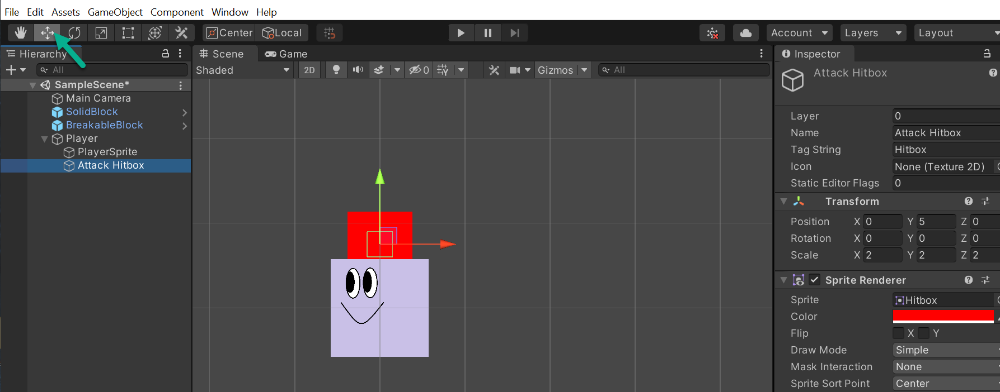 File Edit Assets GameObject Component Window Help
Center Local Account Layers Layout
Hierarchy
All
SampleScene*
Main Camera
SolidBlock
BreakableBlock
Player
PlayerSprite
Attack Hitbox
Scene Game
Shaded 2D 0 Gizmos All
Inspector
Attack Hitbox
Layer 0
Name Attack Hitbox
Tag String Hitbox
Icon None (Texture 2D)
Static Editor Flags 0
Transform
Position X 0 Y 5 Z 0
Rotation X 0 Y 0 Z 0
Scale X 2 Y 2 Z 2
Sprite Renderer
Sprite Hitbox
Color
Flip X Y
Draw Mode Simple
Mask Interaction None
Sprite Sort Point Center